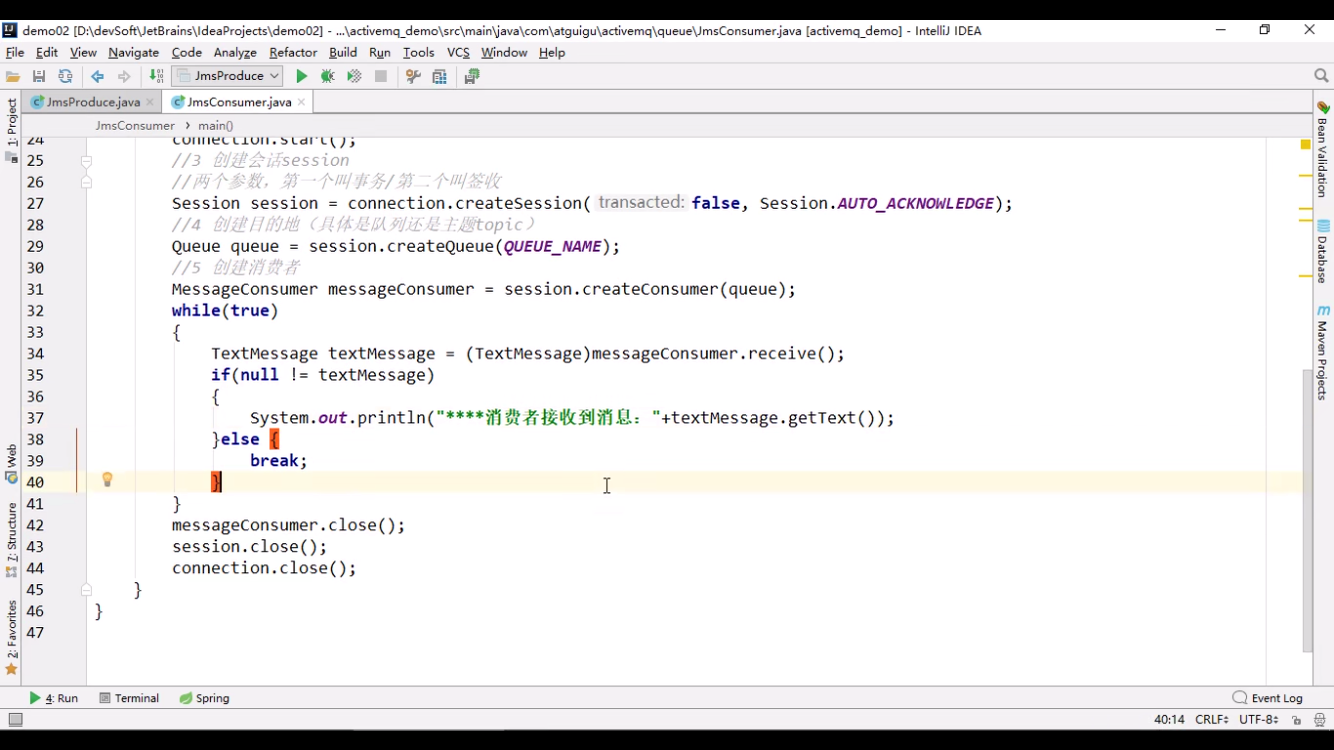 demo02 [D:\devSoft\JetBrains\IdeaProjects\demo02] - ...\activemq_demo\src\main\java\com\atguigu\activemq\queue\JmsConsumer.java [activemq_demo] - IntelliJ IDEA
File Edit View Navigate Code Analyze Refactor Build Run Tools VCS Window Help
JmsProduce
JmsProduce.java JmsConsumer.java
JmsConsumer main()
24 connection.start();
25 //3 创建会话session
26 //两个参数，第一个叫事务/第二个叫签收
27 Session session = connection.createSession( transacted: false, Session.AUTO_ACKNOWLEDGE);
28 //4 创建目的地（具体是队列还是主题topic）
29 Queue queue = session.createQueue(QUEUE_NAME);
30 //5 创建消费者
31 MessageConsumer messageConsumer = session.createConsumer(queue);
32 while(true)
33 {
34 TextMessage textMessage = (TextMessage)messageConsumer.receive();
35 if(null != textMessage)
36 {
37 System.out.println("****消费者接收到消息："+textMessage.getText());
38 }else {
39 break;
40 }
41 }
42 messageConsumer.close();
43 session.close();
44 connection.close();
45 }
46 }
47
1: Project
Web
7: Structure
2: Favorites
Bean Validation
Database
m Maven Projects
4: Run Terminal Spring Event Log
40:14 CRLF UTF-8